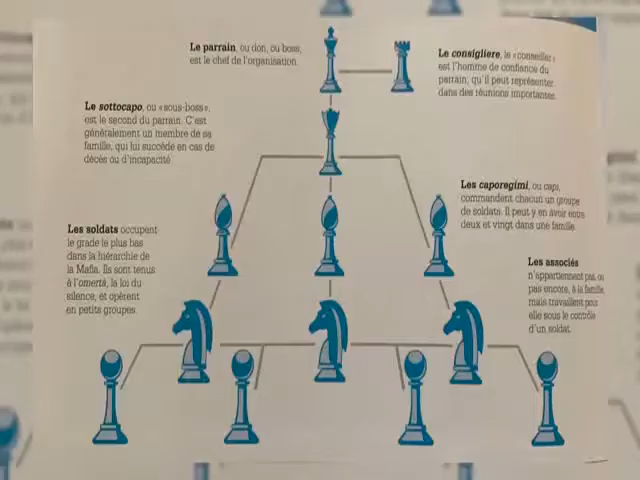 Le parrain, ou don, ou boss,
est le chef de l'organisation.
Le consigliere, le «conseiller»
est l'homme de confiance du
parrain, qu'il peut représenter
dans des réunions importantes.
Le sottocapo, ou «sous-boss»,
est le second du parrain. C'est
généralement un membre de sa
famille, qui lui succède en cas de
décès ou d'incapacité
Les caporegimi, ou capi,
commandent chacun un groupe
de soldats. Il peut y en avoir entre
deux et vingt dans une famille.
Les soldats occupent
le grade le plus bas
dans la hiérarchie de
la Mafia. Ils sont tenus
à l'omertà, la loi du
silence, et opèrent
en petits groupes.
Les associés
n'appartiennent pas, ou
pas encore, à la famille,
mais travaillent pour
elle sous le contrôle
d'un soldat.